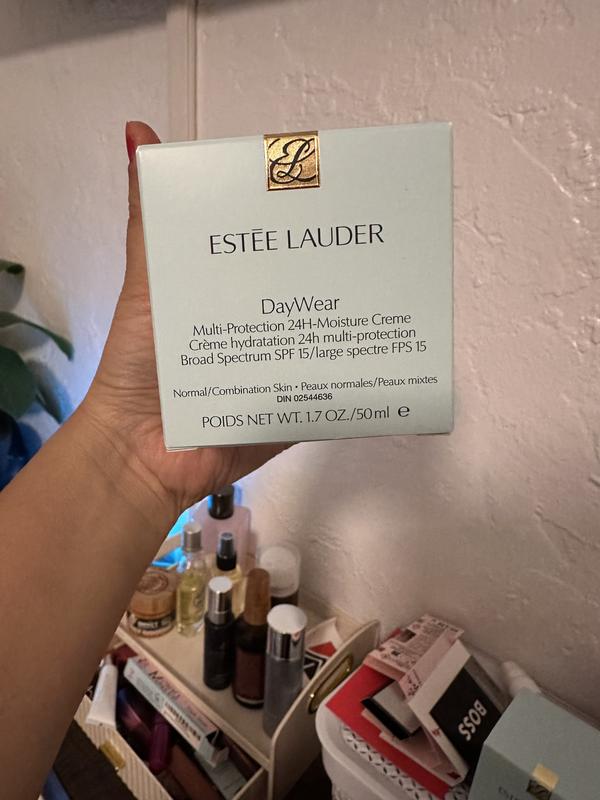 EL
ESTĒE LAUDER
DayWear
Multi-Protection 24H-Moisture Creme
Crème hydratation 24h multi-protection
Broad Spectrum SPF 15/large spectre FPS 15
Normal/Combination Skin • Peaux normales/Peaux mixtes
DIN 02544636
POIDS NET WT. 1.7 OZ./50 ml ℮
BOSS